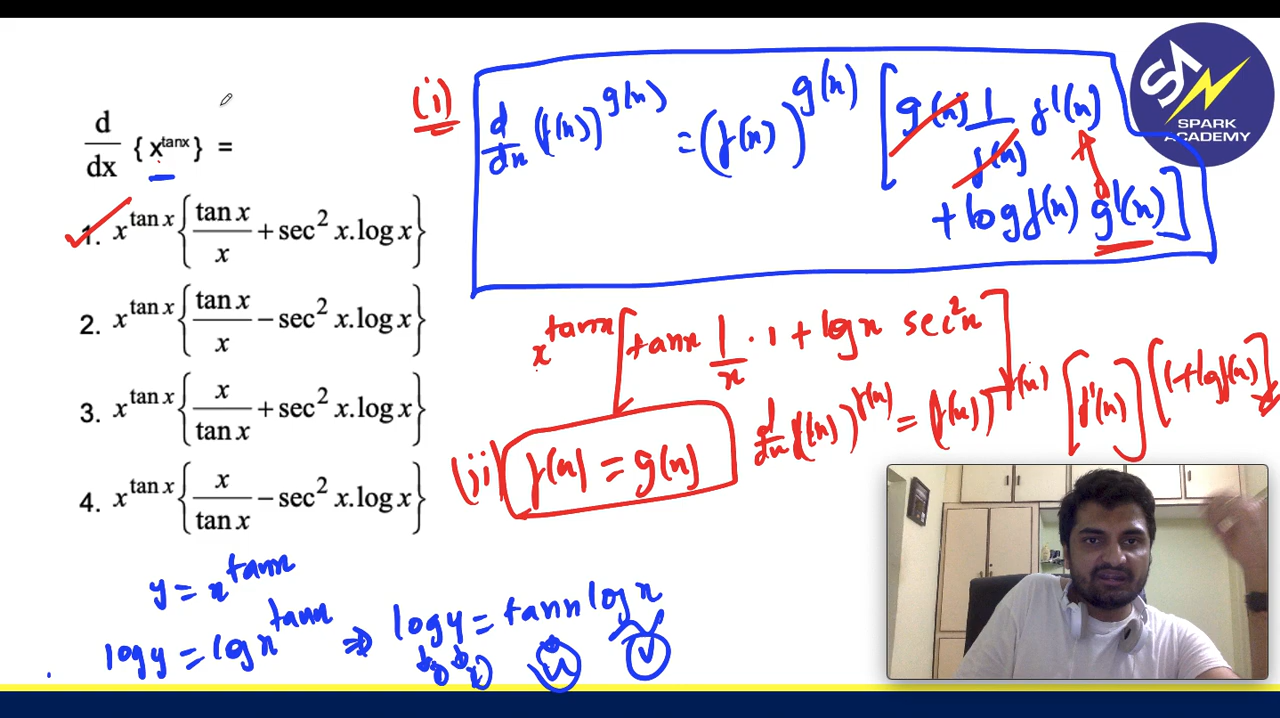 d/dx { x^tanx } =
1. x^tan x { tan x / x + sec² x.log x }
2. x^tan x { tan x / x − sec² x.log x }
3. x^tan x { x / tan x + sec² x.log x }
4. x^tan x { x / tan x − sec² x.log x }
y = x^tanx
log y = log x^tanx ⇒ log y = tanx log x
u v
(i) d/dx (f(x))^g(x) = (f(x))^g(x) [ g(x) 1/f(x) f'(x)
+ log f(x) g'(x) ]
x^tanx [ tanx 1/x · 1 + log x sec²x ]
(ii) f(x) = g(x) d/dx (f(x))^f(x) = (f(x))^f(x) [ f'(x) ] [ 1+log f(x) ]
SN
SPARK
ACADEMY